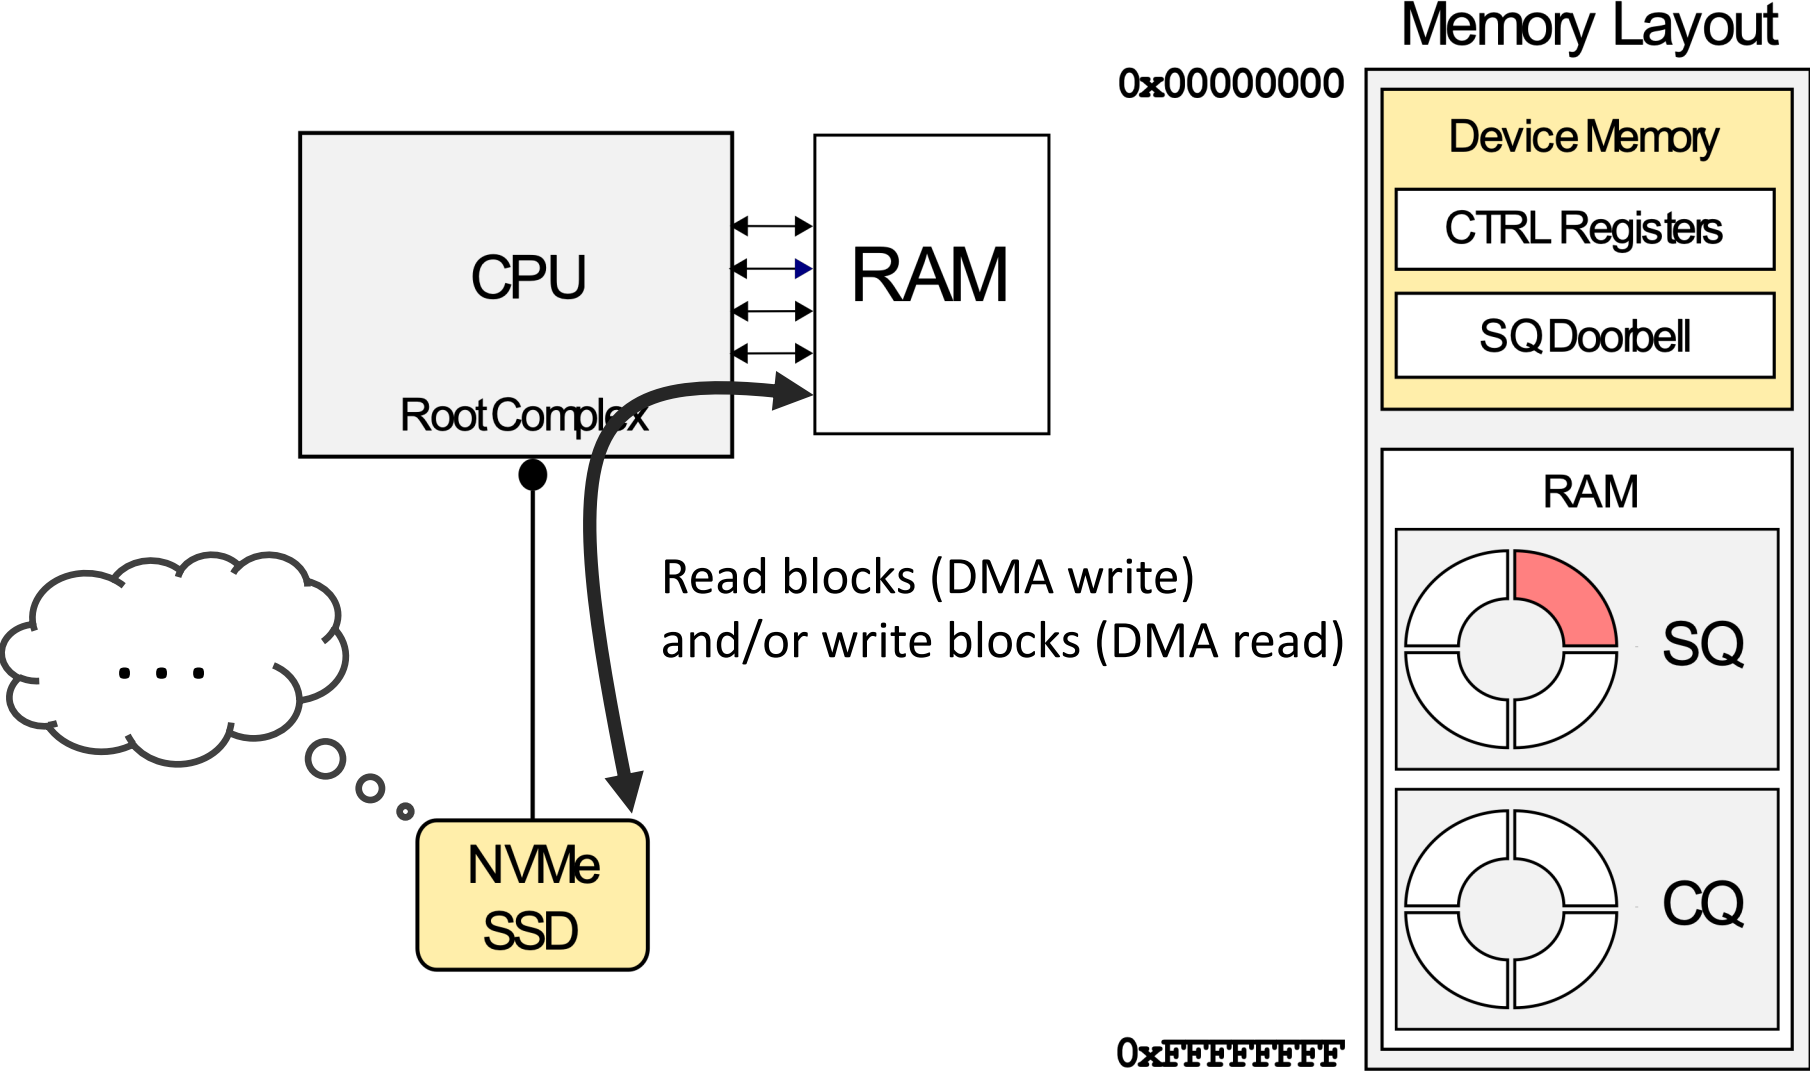 Memory Layout
0x00000000
Device Memory
CTRL Registers
SQ Doorbell
CPU
RAM
Root Complex
RAM
Read blocks (DMA write)
and/or write blocks (DMA read)
SQ
...
NVMe
SSD
CQ
0xFFFFFFFF